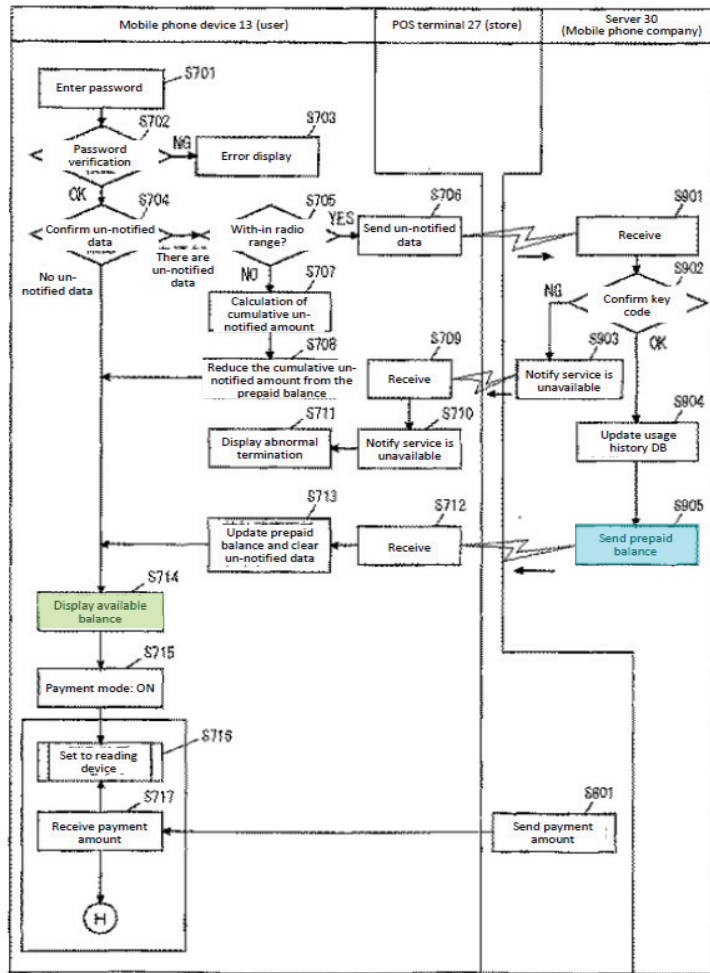 Mobile phone device 13 (user)
POS terminal 27 (store)
Server 30
(Mobile phone company)
S701
Enter password
S702
Password
verification
NG
S703
Error display
OK
S704
Confirm un-notified
data
There are
un-notified
data
No un-
notified data
S705
With-in radio
range?
YES
NO
S706
Send un-notified
data
S901
Receive
S902
Confirm key
code
NG
OK
S707
Calculation of
cumulative un-
notified amount
S708
Reduce the cumulative un-
notified amount from the
prepaid balance
S709
Receive
S903
Notify service is
unavailable
S710
Notify service is
unavailable
S711
Display abnormal
termination
S904
Update usage
history DB
S905
Send prepaid
balance
S712
Receive
S713
Update prepaid
balance and clear
un-notified data
S714
Display available
balance
S715
Payment mode: ON
S716
Set to reading
device
S717
Receive payment
amount
S801
Send payment
amount
H